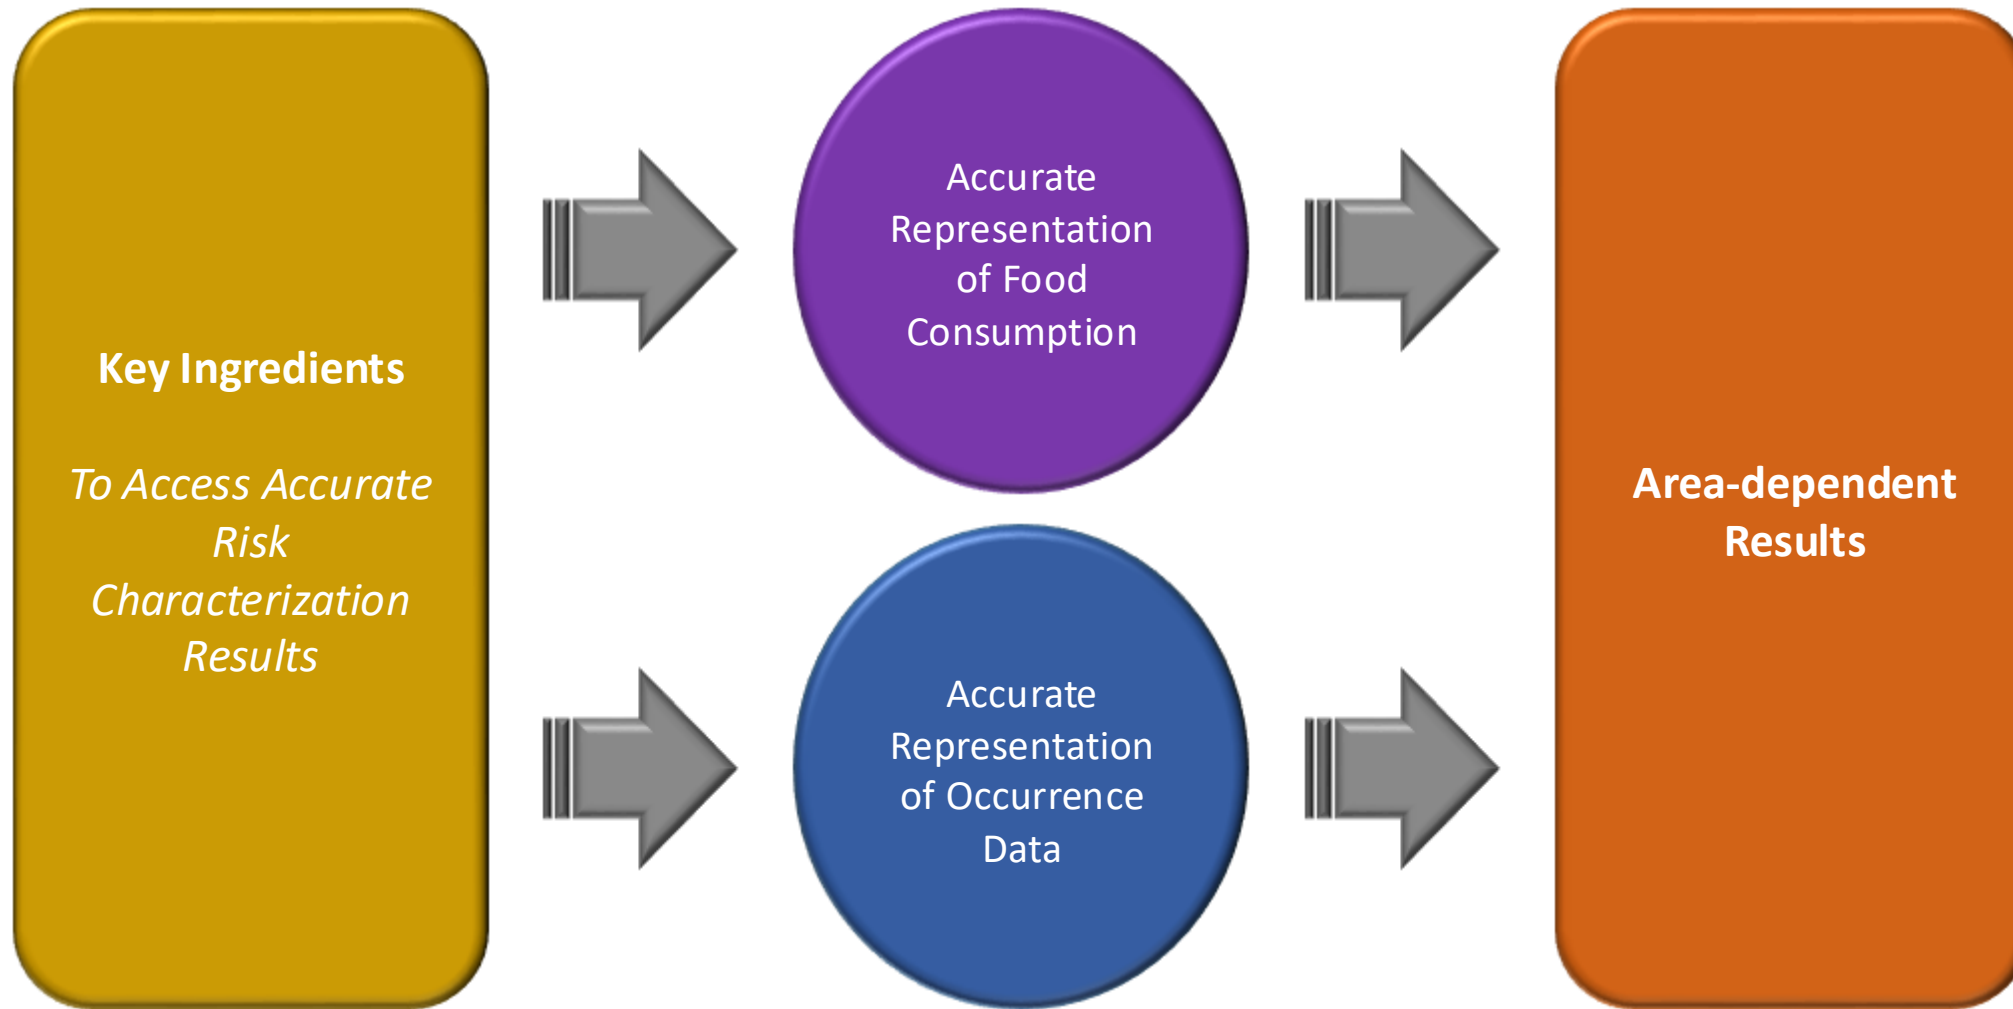 Key Ingredients
To Access Accurate
Risk
Characterization
Results
Accurate
Representation
of Food
Consumption
Accurate
Representation
of Occurrence
Data
Area-dependent
Results